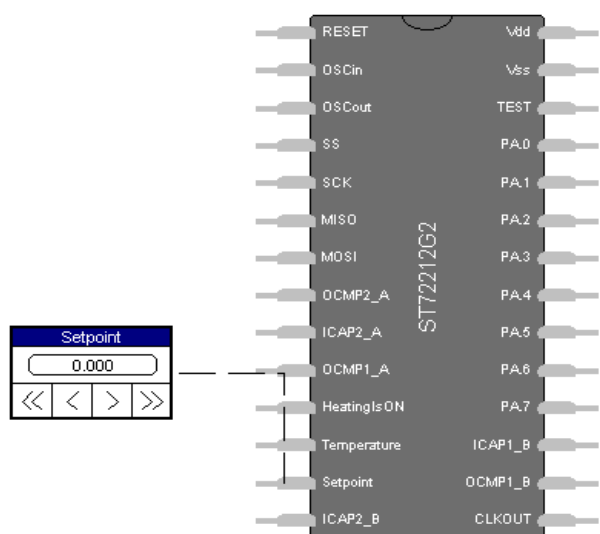 RESET
Vdd
OSCin
Vss
OSCout
TEST
SS
PA.0
SCK
PA.1
MISO
PA.2
MOSI
PA.3
ST72212G2
OCMP2_A
PA.4
ICAP2_A
PA.5
OCMP1_A
PA.6
HeatingIsON
PA.7
Temperature
ICAP1_B
Setpoint
OCMP1_B
ICAP2_B
CLKOUT
Setpoint
0.000
<< < > >>